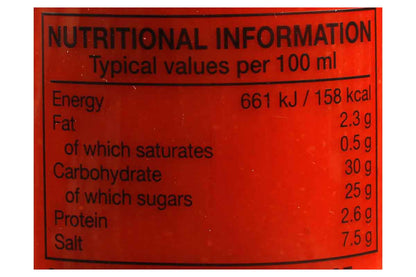 NUTRITIONAL INFORMATION
Typical values per 100 ml
Energy 661 kJ / 158 kcal
Fat 2.3 g
of which saturates 0.5 g
Carbohydrate 30 g
of which sugars 25 g
Protein 2.6 g
Salt 7.5 g